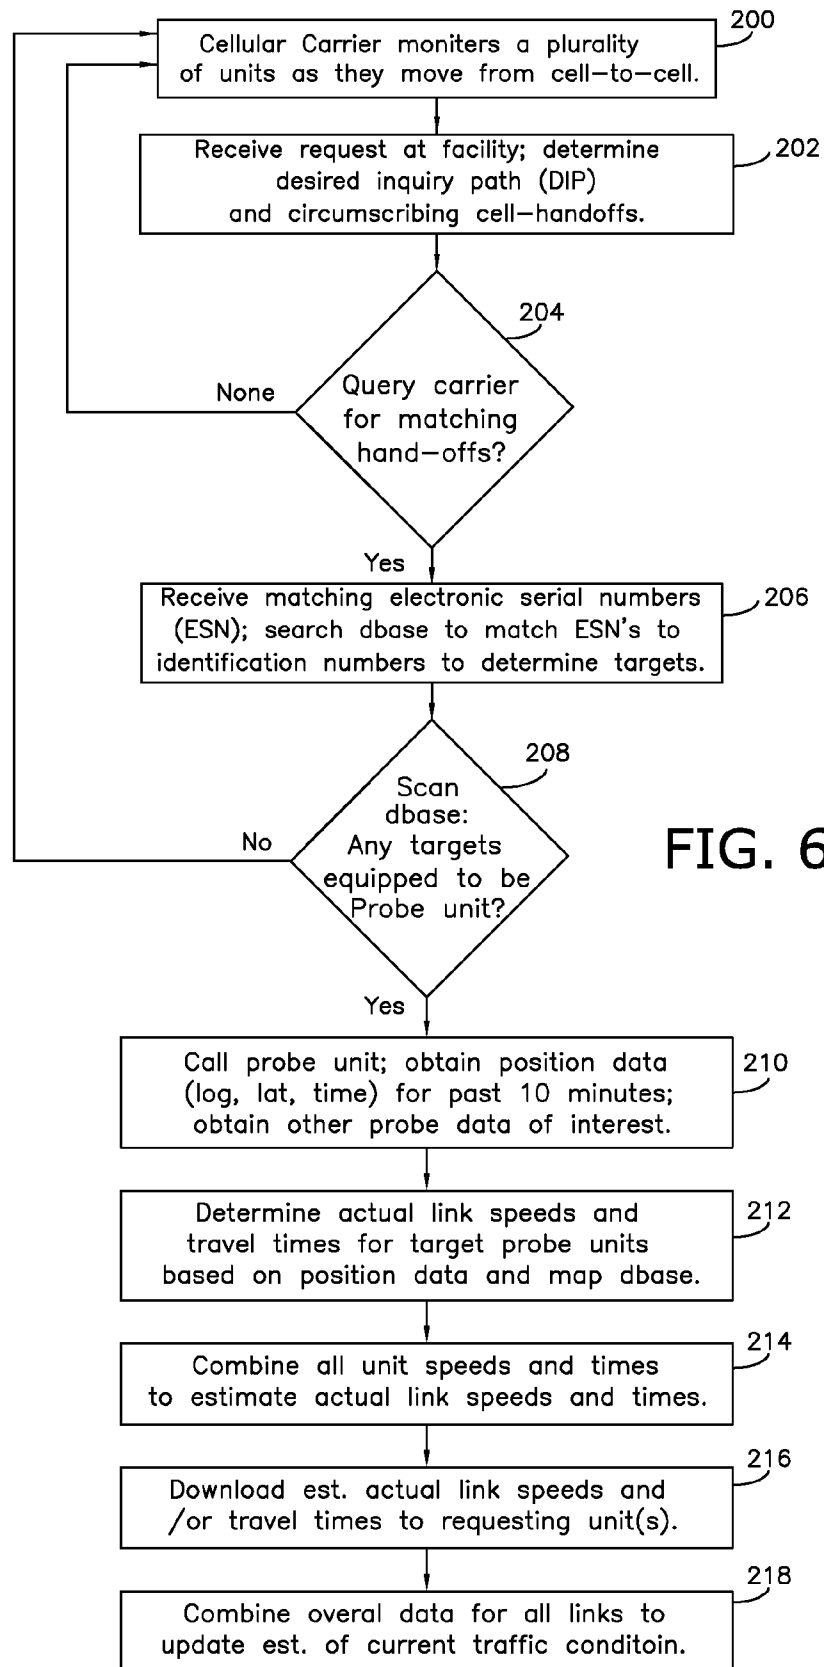 200
Cellular Carrier moniters a plurality
of units as they move from cell-to-cell.
Receive request at facility; determine
desired inquiry path (DIP)
and circumscribing cell-handoffs.
202
204
None
Query carrier
for matching
hand-offs?
Yes
Receive matching electronic serial numbers
(ESN); search dbase to match ESN's to
identification numbers to determine targets.
206
208
Scan
dbase:
Any targets
equipped to be
Probe unit?
No
FIG. 6
Yes
Call probe unit; obtain position data
(log, lat, time) for past 10 minutes;
obtain other probe data of interest.
210
Determine actual link speeds and
travel times for target probe units
based on position data and map dbase.
212
Combine all unit speeds and times
to estimate actual link speeds and times.
214
Download est. actual link speeds and
/or travel times to requesting unit(s).
216
Combine overal data for all links to
update est. of current traffic conditoin.
218